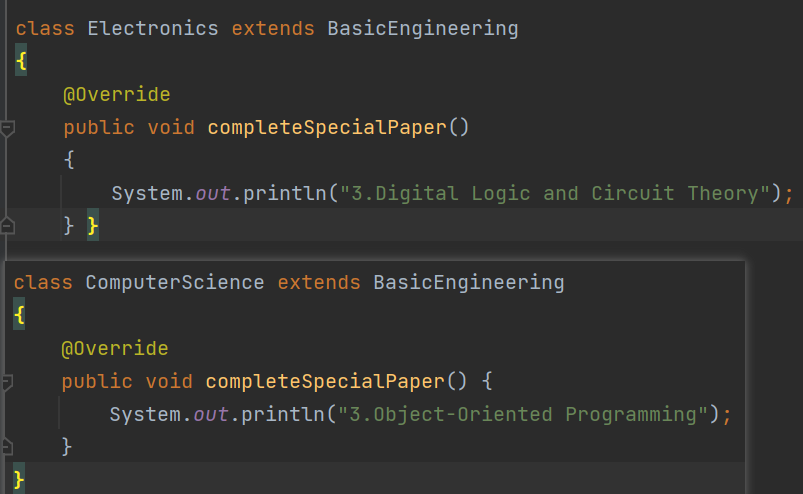 class Electronics extends BasicEngineering
{
@Override
public void completeSpecialPaper()
{
System.out.println("3.Digital Logic and Circuit Theory");
} }
class ComputerScience extends BasicEngineering
{
@Override
public void completeSpecialPaper() {
System.out.println("3.Object-Oriented Programming");
}
}